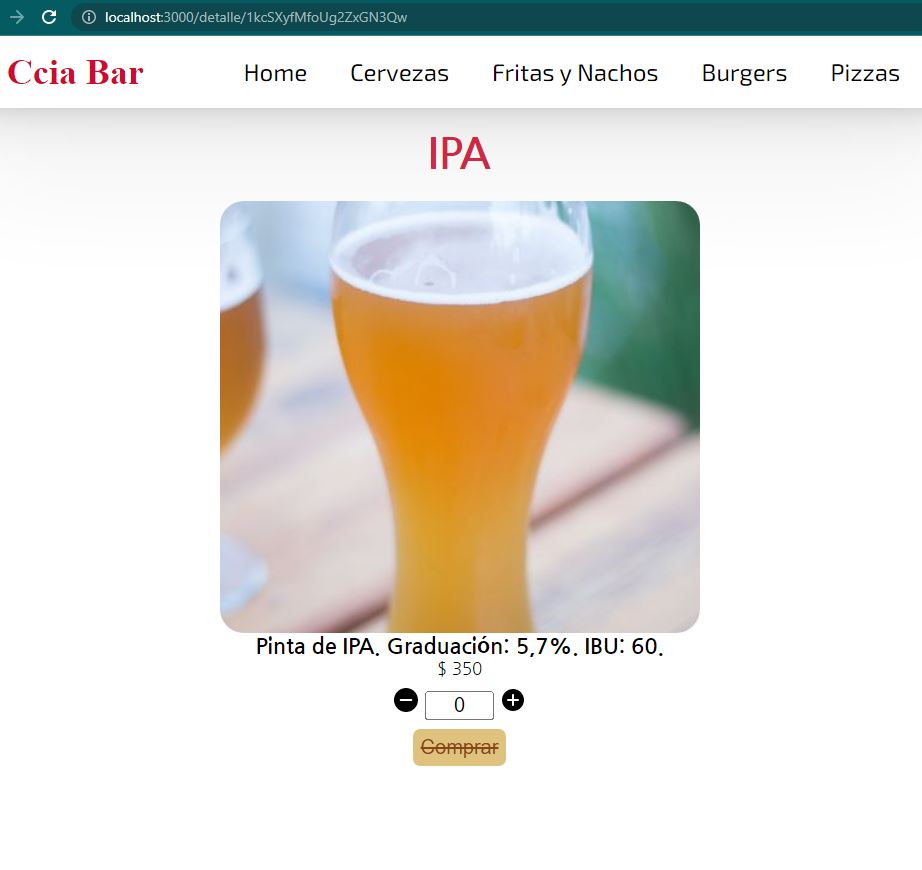 localhost:3000/detalle/1kcSXyfMfoUg2ZxGN3Qw
Ccia Bar Home Cervezas Fritas y Nachos Burgers Pizzas
IPA
Pinta de IPA. Graduación: 5,7%. IBU: 60.
$ 350
0
Comprar